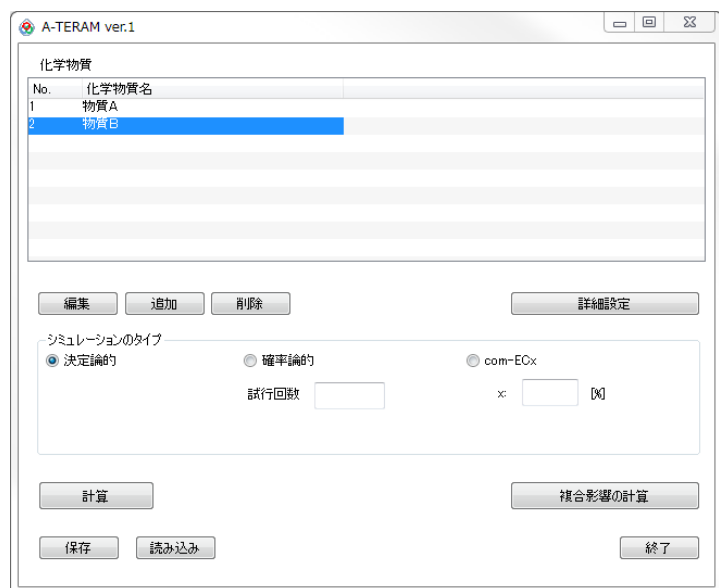 A-TERAM ver.1
化学物質
No. 化学物質名
1 物質A
2 物質B
編集 追加 削除 詳細設定
シミュレーションのタイプ
決定論的 確率論的 com-ECx
試行回数 x: [%]
計算 複合影響の計算
保存 読み込み 終了